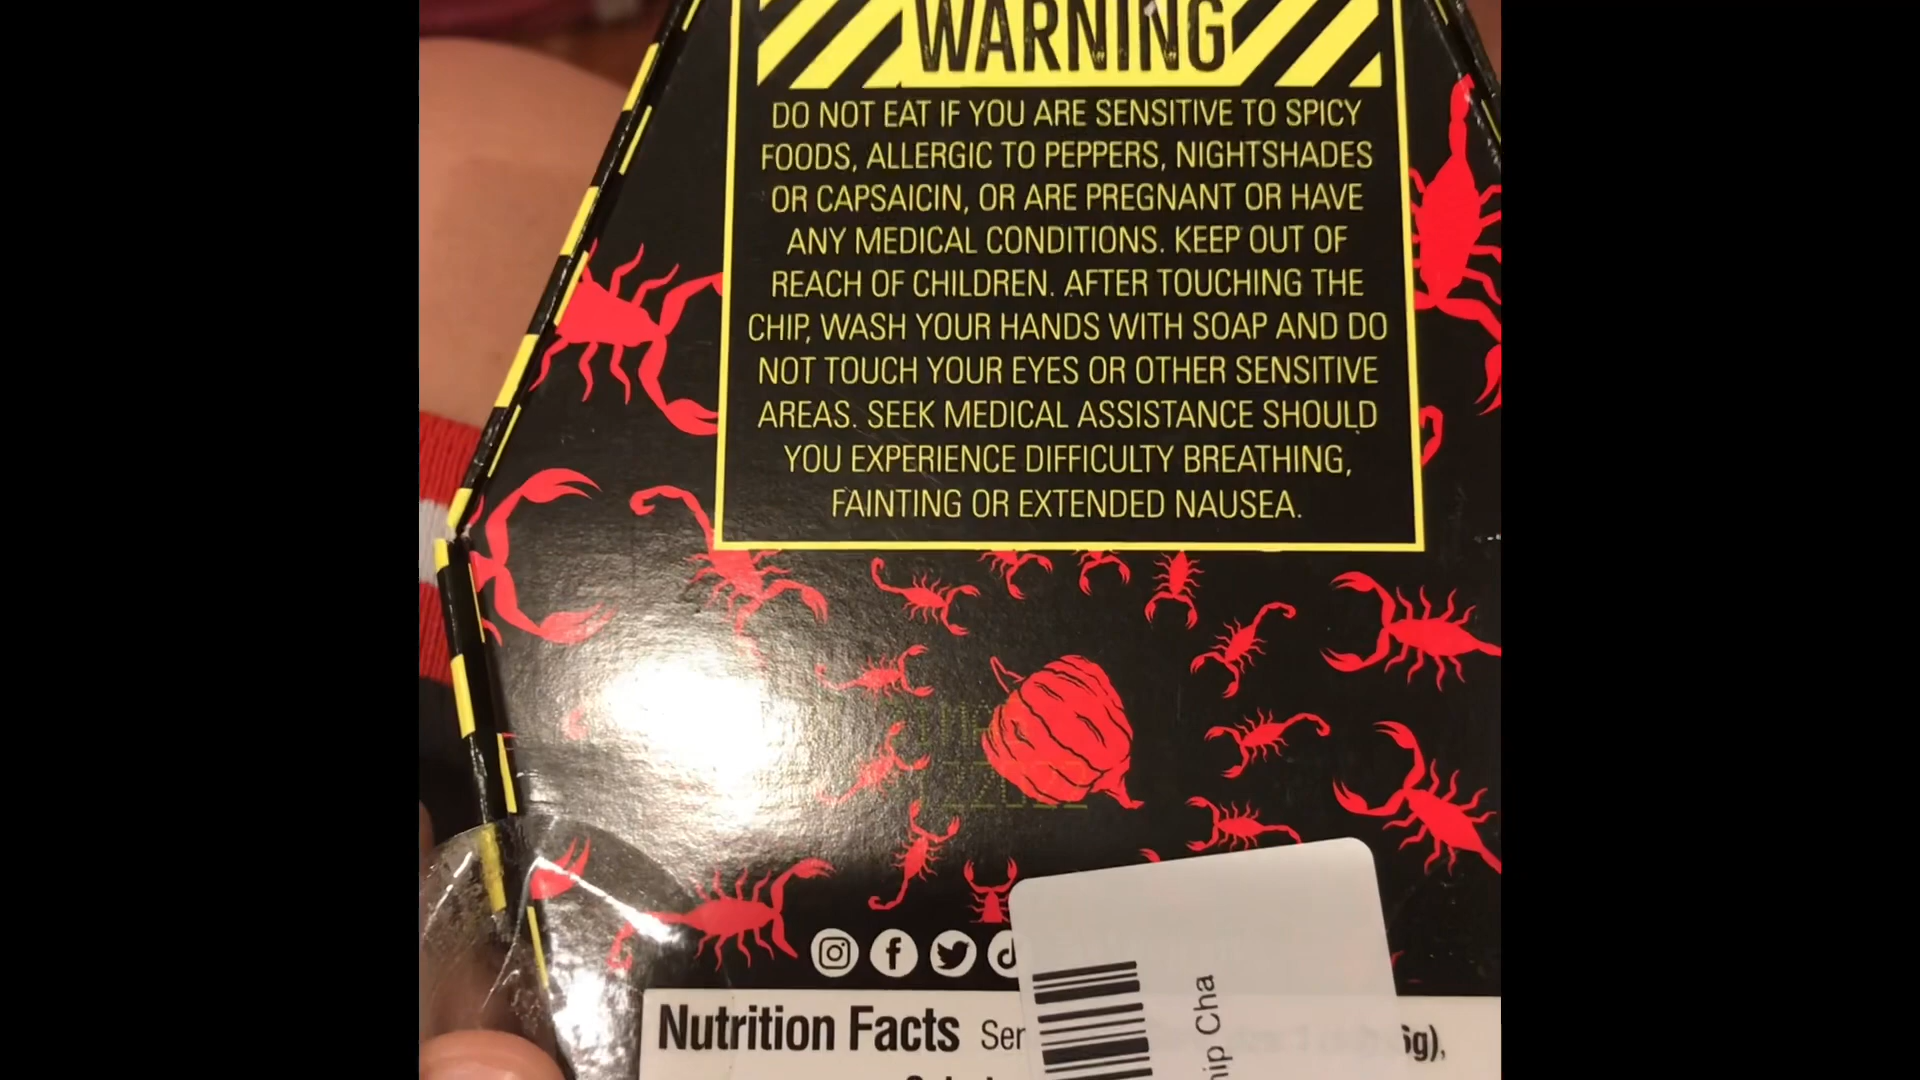 WARNING
DO NOT EAT IF YOU ARE SENSITIVE TO SPICY
FOODS, ALLERGIC TO PEPPERS, NIGHTSHADES
OR CAPSAICIN, OR ARE PREGNANT OR HAVE
ANY MEDICAL CONDITIONS. KEEP OUT OF
REACH OF CHILDREN. AFTER TOUCHING THE
CHIP, WASH YOUR HANDS WITH SOAP AND DO
NOT TOUCH YOUR EYES OR OTHER SENSITIVE
AREAS. SEEK MEDICAL ASSISTANCE SHOULD
YOU EXPERIENCE DIFFICULTY BREATHING,
FAINTING OR EXTENDED NAUSEA.
Nutrition Facts